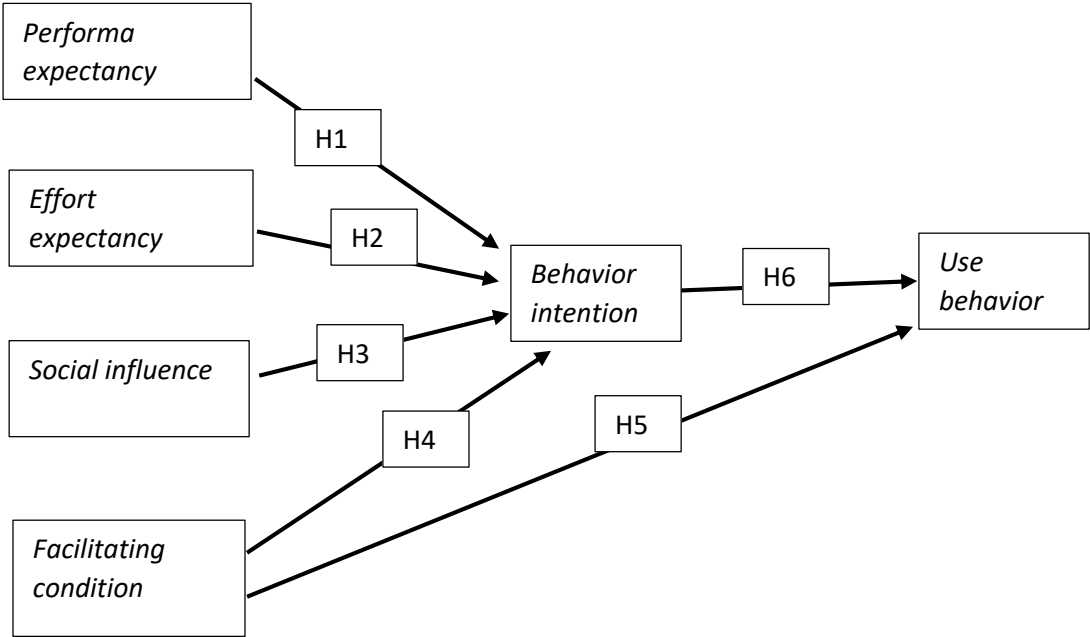 Performa
expectancy
H1
Effort
expectancy
H2
Behavior
intention
H6
Use
behavior
Social influence
H3
H4
H5
Facilitating
condition